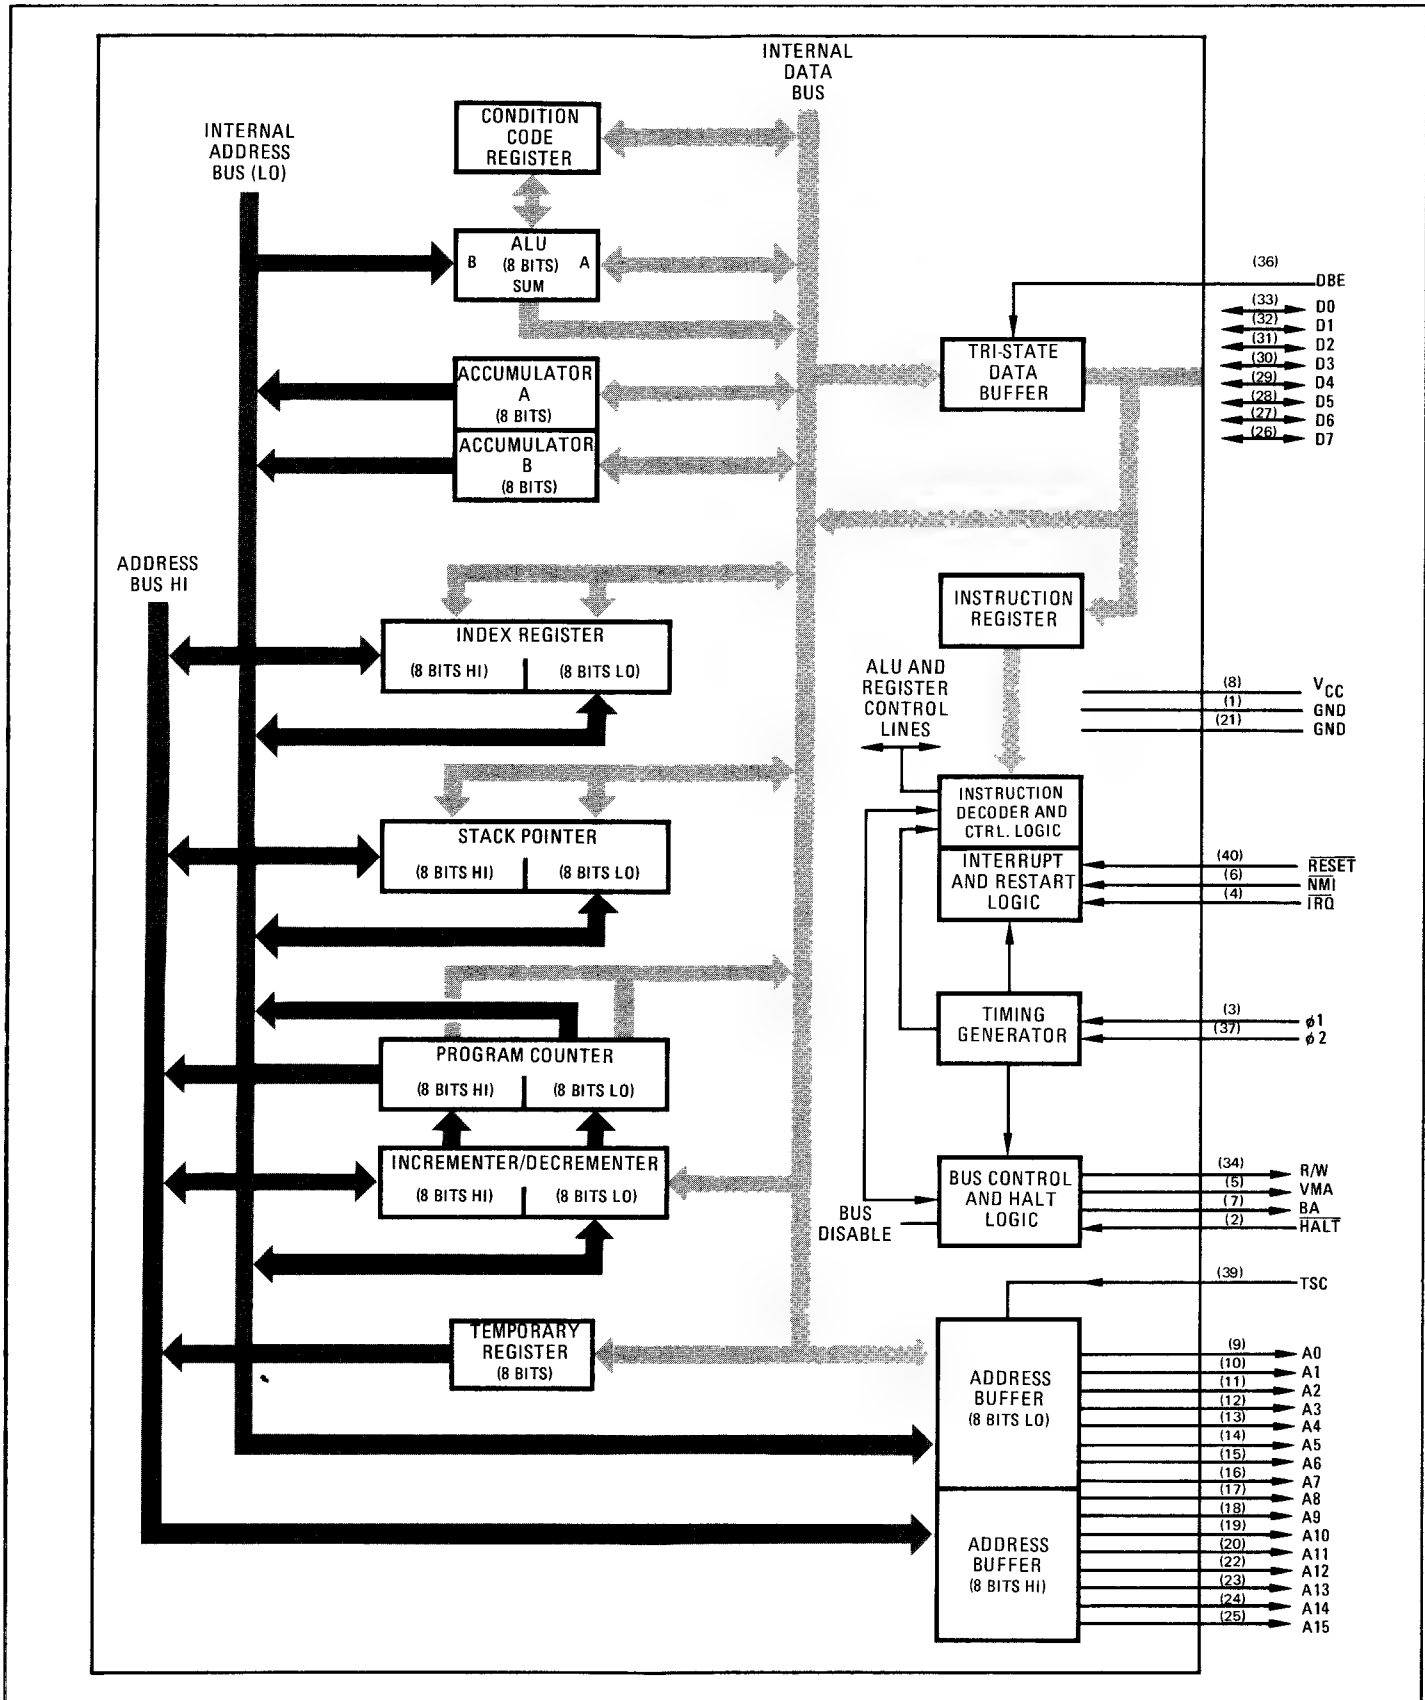 INTERNAL
DATA
BUS
INTERNAL
ADDRESS
BUS (LO)
CONDITION
CODE
REGISTER
ALU
B (8 BITS) A
SUM
ACCUMULATOR
A
(8 BITS)
ACCUMULATOR
B
(8 BITS)
TRI-STATE
DATA
BUFFER
(36) DBE
(33) D0
(32) D1
(31) D2
(30) D3
(29) D4
(28) D5
(27) D6
(26) D7
ADDRESS
BUS HI
INDEX REGISTER
(8 BITS HI) (8 BITS LO)
INSTRUCTION
REGISTER
ALU AND
REGISTER
CONTROL
LINES
(8) VCC
(1) GND
(21) GND
STACK POINTER
(8 BITS HI) (8 BITS LO)
INSTRUCTION
DECODER AND
CTRL. LOGIC
INTERRUPT
AND RESTART
LOGIC
(40) R̅E̅S̅E̅T̅
(6) N̅M̅I̅
(4) I̅R̅Q̅
PROGRAM COUNTER
(8 BITS HI) (8 BITS LO)
TIMING
GENERATOR
(3) ϕ1
(37) ϕ2
INCREMENTER/DECREMENTER
(8 BITS HI) (8 BITS LO)
BUS CONTROL
AND HALT
LOGIC
BUS
DISABLE
(34) R/W
(5) VMA
(7) BA
(2) H̅A̅L̅T̅
(39) TSC
TEMPORARY
REGISTER
(8 BITS)
ADDRESS
BUFFER
(8 BITS LO)
(9) A0
(10) A1
(11) A2
(12) A3
(13) A4
(14) A5
(15) A6
(16) A7
ADDRESS
BUFFER
(8 BITS HI)
(17) A8
(18) A9
(19) A10
(20) A11
(22) A12
(23) A13
(24) A14
(25) A15